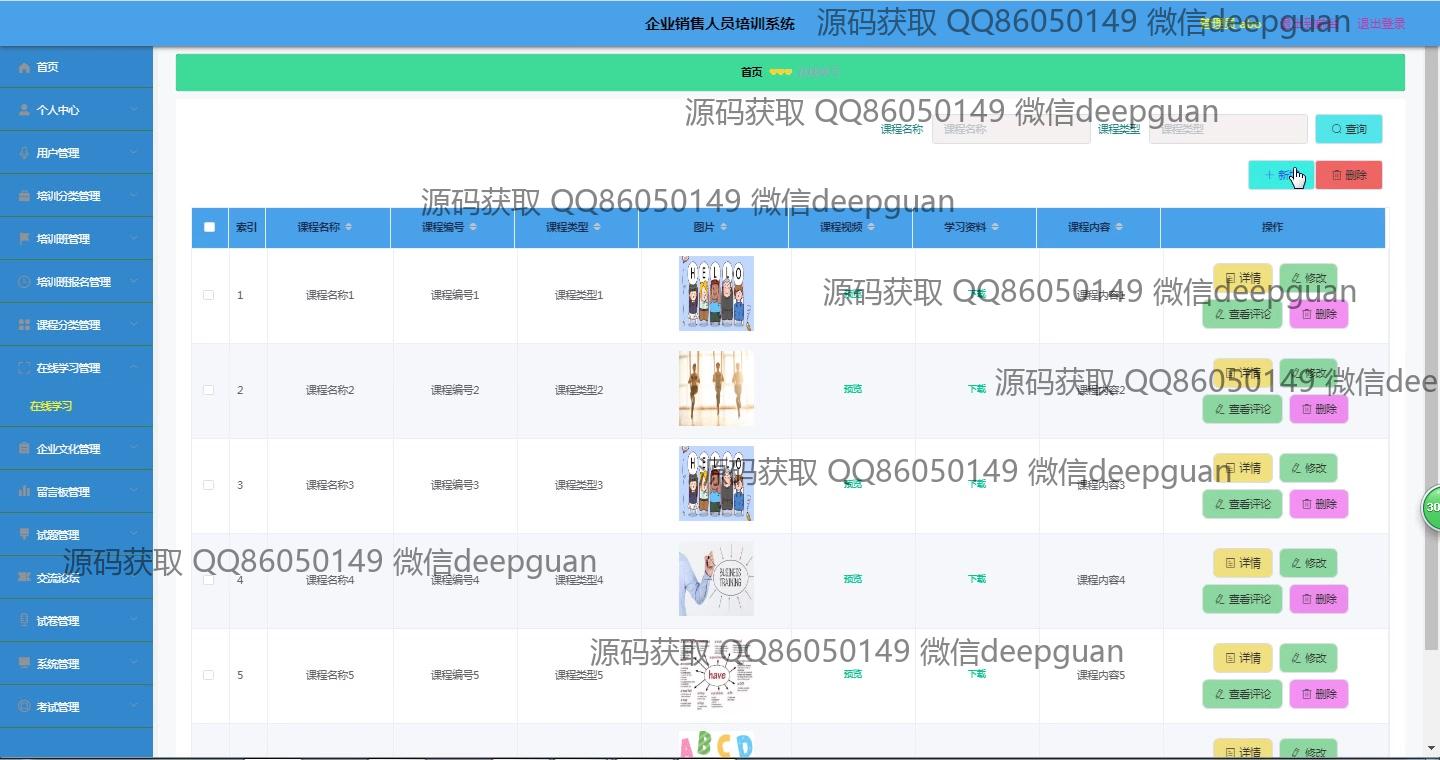 企业销售人员培训系统
源码获取 QQ86050149 微信deepguan
退出登录
首页
个人中心
用户管理
培训分类管理
培训班管理
培训班报名管理
课程分类管理
在线学习管理
在线学习
企业文化管理
留言板管理
试题管理
交流论坛
试卷管理
系统管理
考试管理
首页
在线学习
源码获取 QQ86050149 微信deepguan
课程名称 课程名称 课程类型 课程类型 查询
新增 删除
源码获取 QQ86050149 微信deepguan
索引 课程名称 课程编号 课程类型 图片 课程视频 学习资料 课程内容 操作
1 课程名称1 课程编号1 课程类型1 HELLO 预览 下载 课程内容1 详情 修改
查看评论 删除
源码获取 QQ86050149 微信deepguan
2 课程名称2 课程编号2 课程类型2 预览 下载 课程内容2 详情 修改
查看评论 删除
源码获取 QQ86050149 微信dee
3 课程名称3 课程编号3 课程类型3 HELLO 预览 下载 课程内容3 详情 修改
查看评论 删除
源码获取 QQ86050149 微信deepguan
4 课程名称4 课程编号4 课程类型4 BUSINESS TRAINING 预览 下载 课程内容4 详情 修改
查看评论 删除
源码获取 QQ86050149 微信deepguan
5 课程名称5 课程编号5 课程类型5 have 预览 下载 课程内容5 详情 修改
查看评论 删除
源码获取 QQ86050149 微信deepguan
ABCD 详情 修改
30